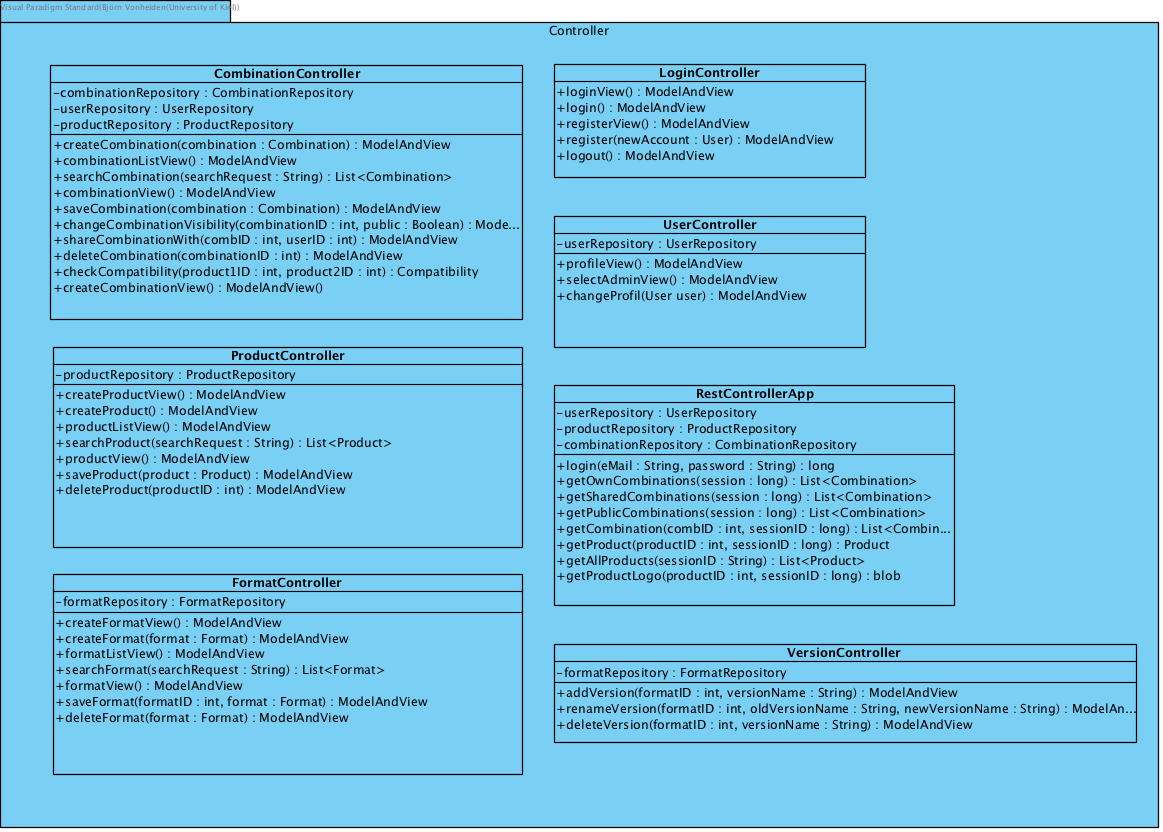 Visual Paradigm Standard(Björn Vonheiden(University of Kiel))
Controller
CombinationController
-combinationRepository : CombinationRepository
-userRepository : UserRepository
-productRepository : ProductRepository
+createCombination(combination : Combination) : ModelAndView
+combinationListView() : ModelAndView
+searchCombination(searchRequest : String) : List<Combination>
+combinationView() : ModelAndView
+saveCombination(combination : Combination) : ModelAndView
+changeCombinationVisibility(combinationID : int, public : Boolean) : Mode...
+shareCombinationWith(combID : int, userID : int) : ModelAndView
+deleteCombination(combinationID : int) : ModelAndView
+checkCompatibility(product1ID : int, product2ID : int) : Compatibility
+createCombinationView() : ModelAndView()
ProductController
-productRepository : ProductRepository
+createProductView() : ModelAndView
+createProduct() : ModelAndView
+productListView() : ModelAndView
+searchProduct(searchRequest : String) : List<Product>
+productView() : ModelAndView
+saveProduct(product : Product) : ModelAndView
+deleteProduct(productID : int) : ModelAndView
FormatController
-formatRepository : FormatRepository
+createFormatView() : ModelAndView
+createFormat(format : Format) : ModelAndView
+formatListView() : ModelAndView
+searchFormat(searchRequest : String) : List<Format>
+formatView() : ModelAndView
+saveFormat(formatID : int, format : Format) : ModelAndView
+deleteFormat(format : Format) : ModelAndView
LoginController
+loginView() : ModelAndView
+login() : ModelAndView
+registerView() : ModelAndView
+register(newAccount : User) : ModelAndView
+logout() : ModelAndView
UserController
-userRepository : UserRepository
+profileView() : ModelAndView
+selectAdminView() : ModelAndView
+changeProfil(User user) : ModelAndView
RestControllerApp
-userRepository : UserRepository
-productRepository : ProductRepository
-combinationRepository : CombinationRepository
+login(eMail : String, password : String) : long
+getOwnCombinations(session : long) : List<Combination>
+getSharedCombinations(session : long) : List<Combination>
+getPublicCombinations(session : long) : List<Combination>
+getCombination(combID : int, sessionID : long) : List<Combin...
+getProduct(productID : int, sessionID : long) : Product
+getAllProducts(sessionID : String) : List<Product>
+getProductLogo(productID : int, sessionID : long) : blob
VersionController
-formatRepository : FormatRepository
+addVersion(formatID : int, versionName : String) : ModelAndView
+renameVersion(formatID : int, oldVersionName : String, newVersionName : String) : ModelAn...
+deleteVersion(formatID : int, versionName : String) : ModelAndView